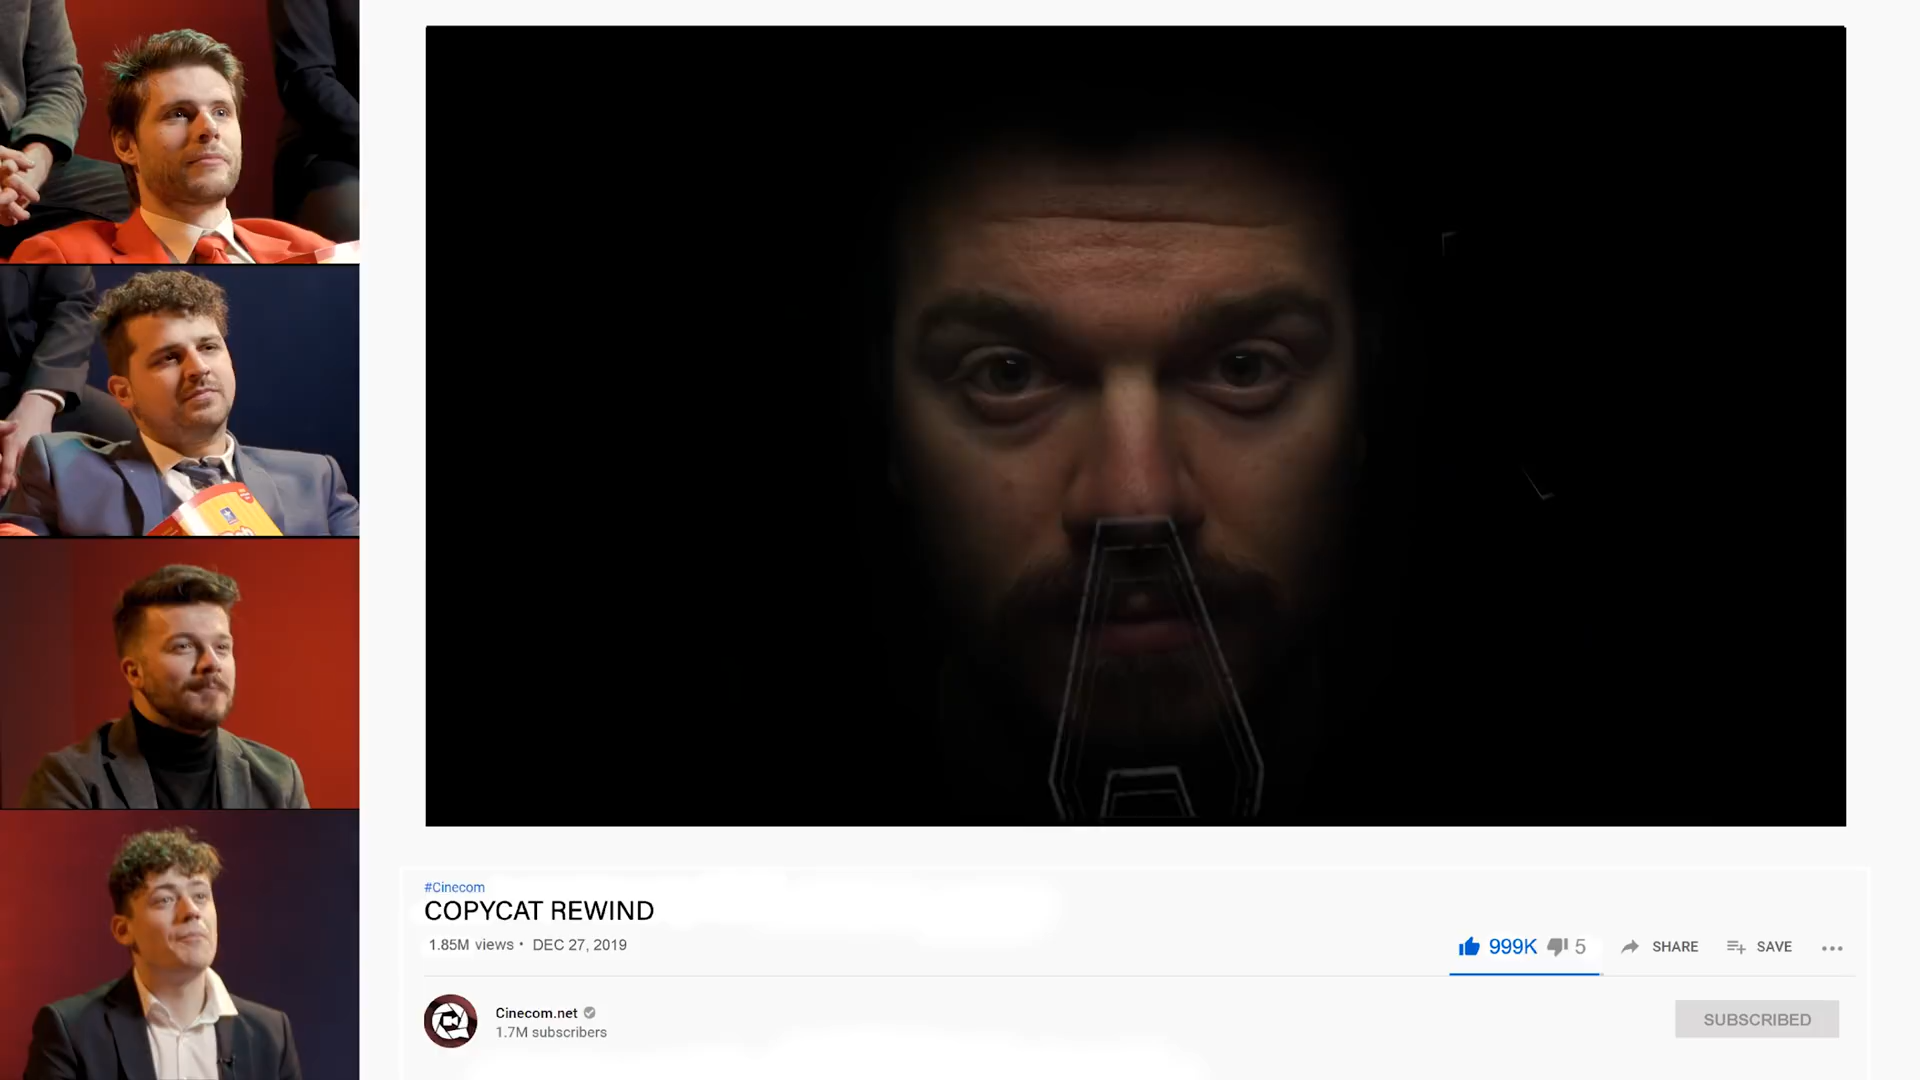 #Cinecom
COPYCAT REWIND
1.85M views • DEC 27, 2019
999K 5 SHARE SAVE
Cinecom.net
1.7M subscribers
SUBSCRIBED